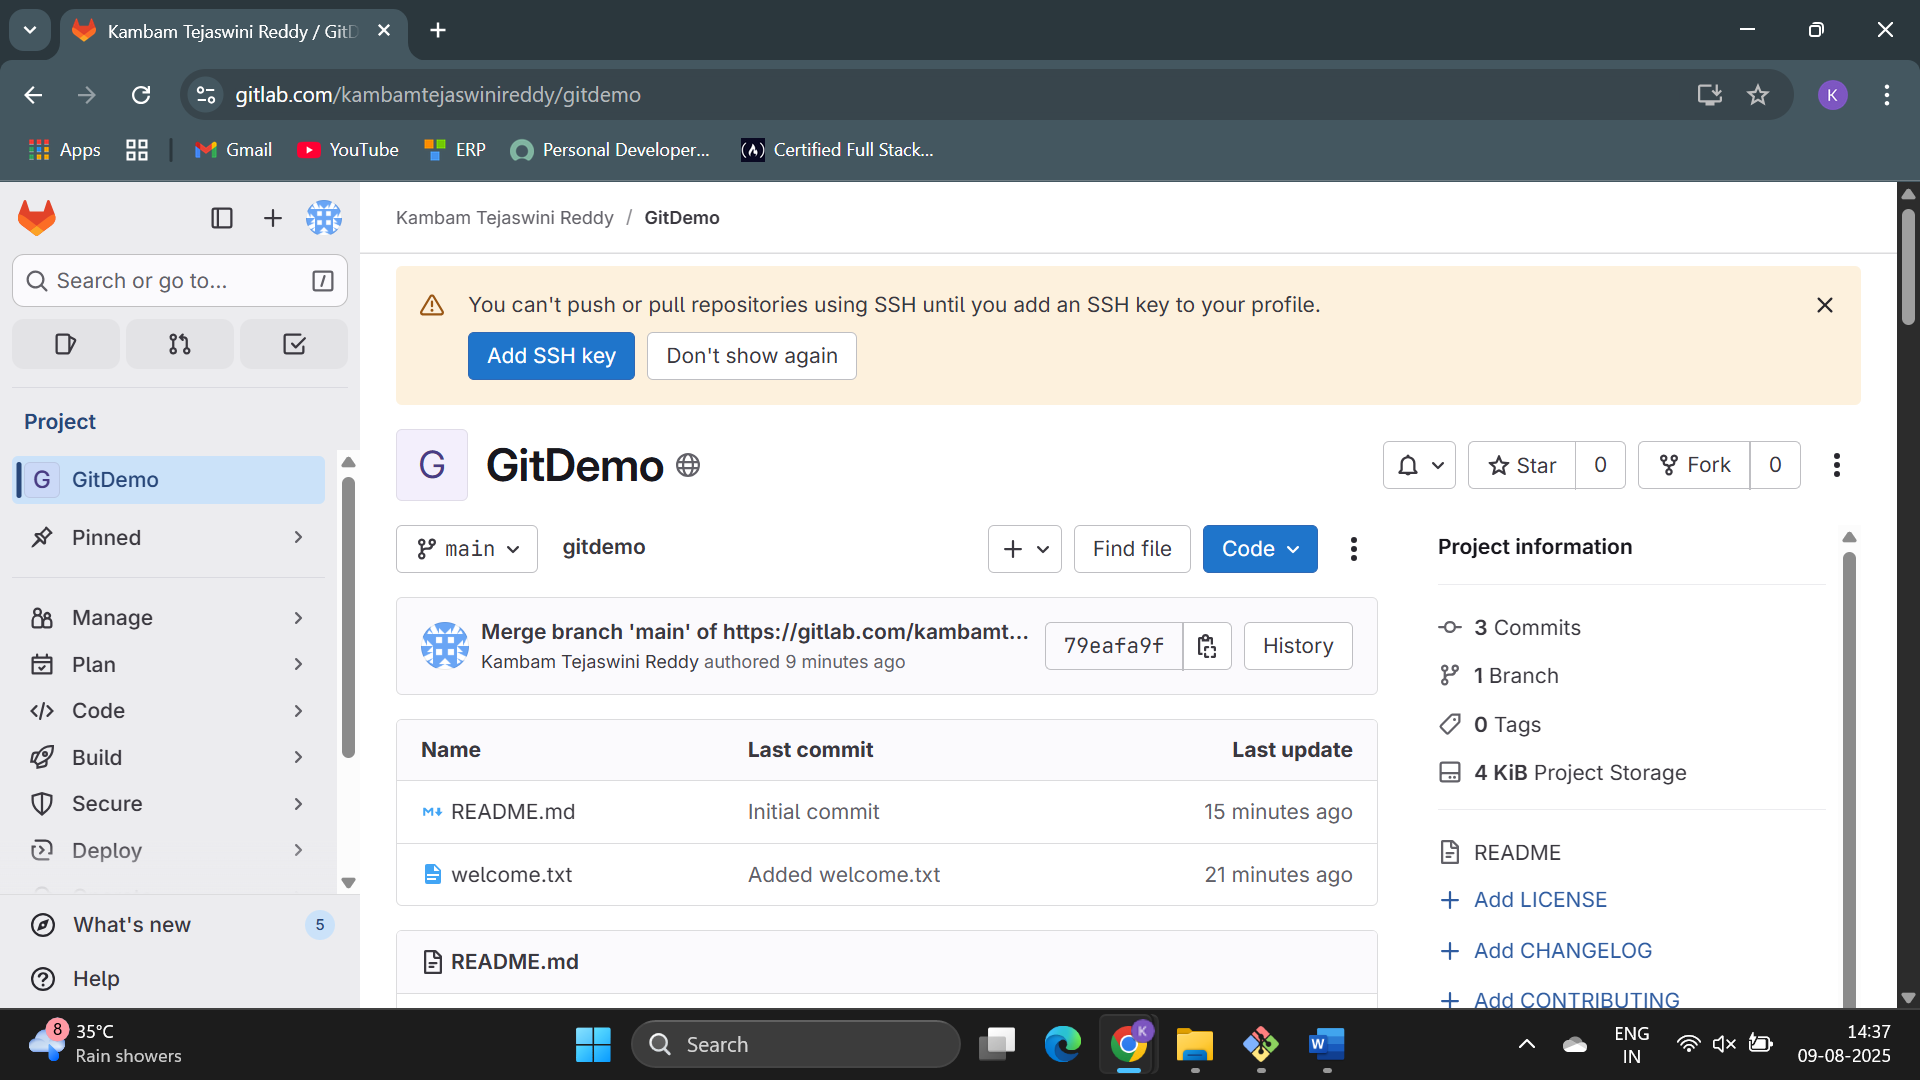 Kambam Tejaswini Reddy / GitD
gitlab.com/kambamtejaswinireddy/gitdemo
K
Apps
Gmail
YouTube
ERP
Personal Developer...
Certified Full Stack...
Kambam Tejaswini Reddy / GitDemo
Search or go to...
/
You can't push or pull repositories using SSH until you add an SSH key to your profile.
Add SSH key
Don't show again
Project
G GitDemo
Pinned
Manage
Plan
Code
Build
Secure
Deploy
What's new 5
Help
G GitDemo
Star 0
Fork 0
main
gitdemo
Find file
Code
Merge branch 'main' of https://gitlab.com/kambamt...
Kambam Tejaswini Reddy authored 9 minutes ago
79eafa9f
History
Name Last commit Last update
README.md Initial commit 15 minutes ago
welcome.txt Added welcome.txt 21 minutes ago
README.md
Project information
3 Commits
1 Branch
0 Tags
4 KiB Project Storage
README
Add LICENSE
Add CHANGELOG
Add CONTRIBUTING
8
35°C
Rain showers
Search
K
W
ENG
IN
14:37
09-08-2025